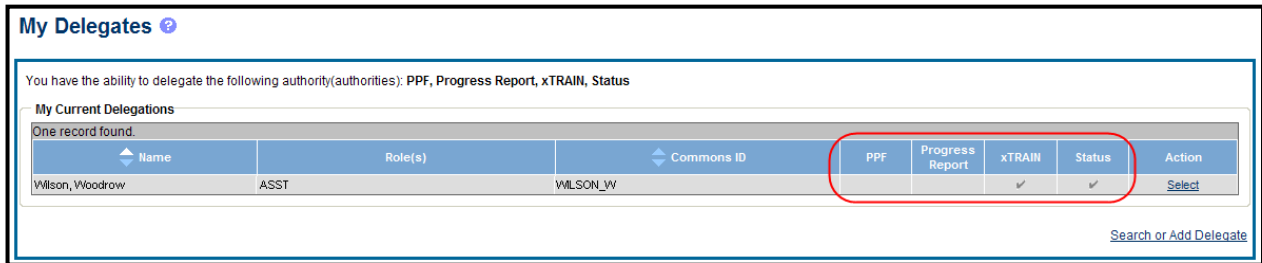 My Delegates ?
You have the ability to delegate the following authority(authorities): PPF, Progress Report, xTRAIN, Status
My Current Delegations
One record found.
Name Role(s) Commons ID PPF Progress Report xTRAIN Status Action
Wilson, Woodrow ASST WILSON_W ✔ ✔ Select
Search or Add Delegate